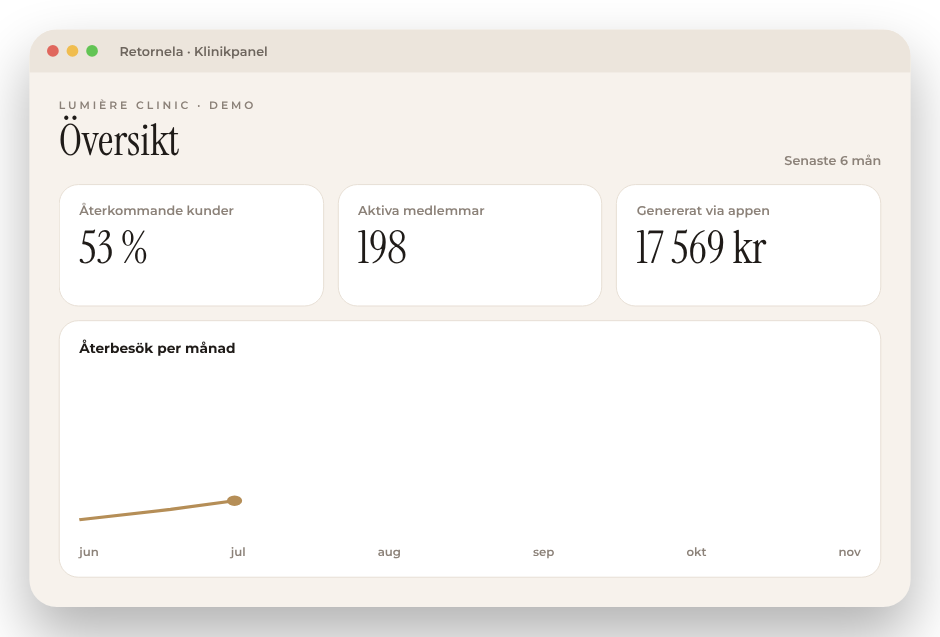 Retornela · Klinikpanel
LUMIÈRE CLINIC · DEMO
Översikt
Senaste 6 mån
Återkommande kunder
53 %
Aktiva medlemmar
198
Genererat via appen
17 569 kr
Återbesök per månad
jun jul aug sep okt nov